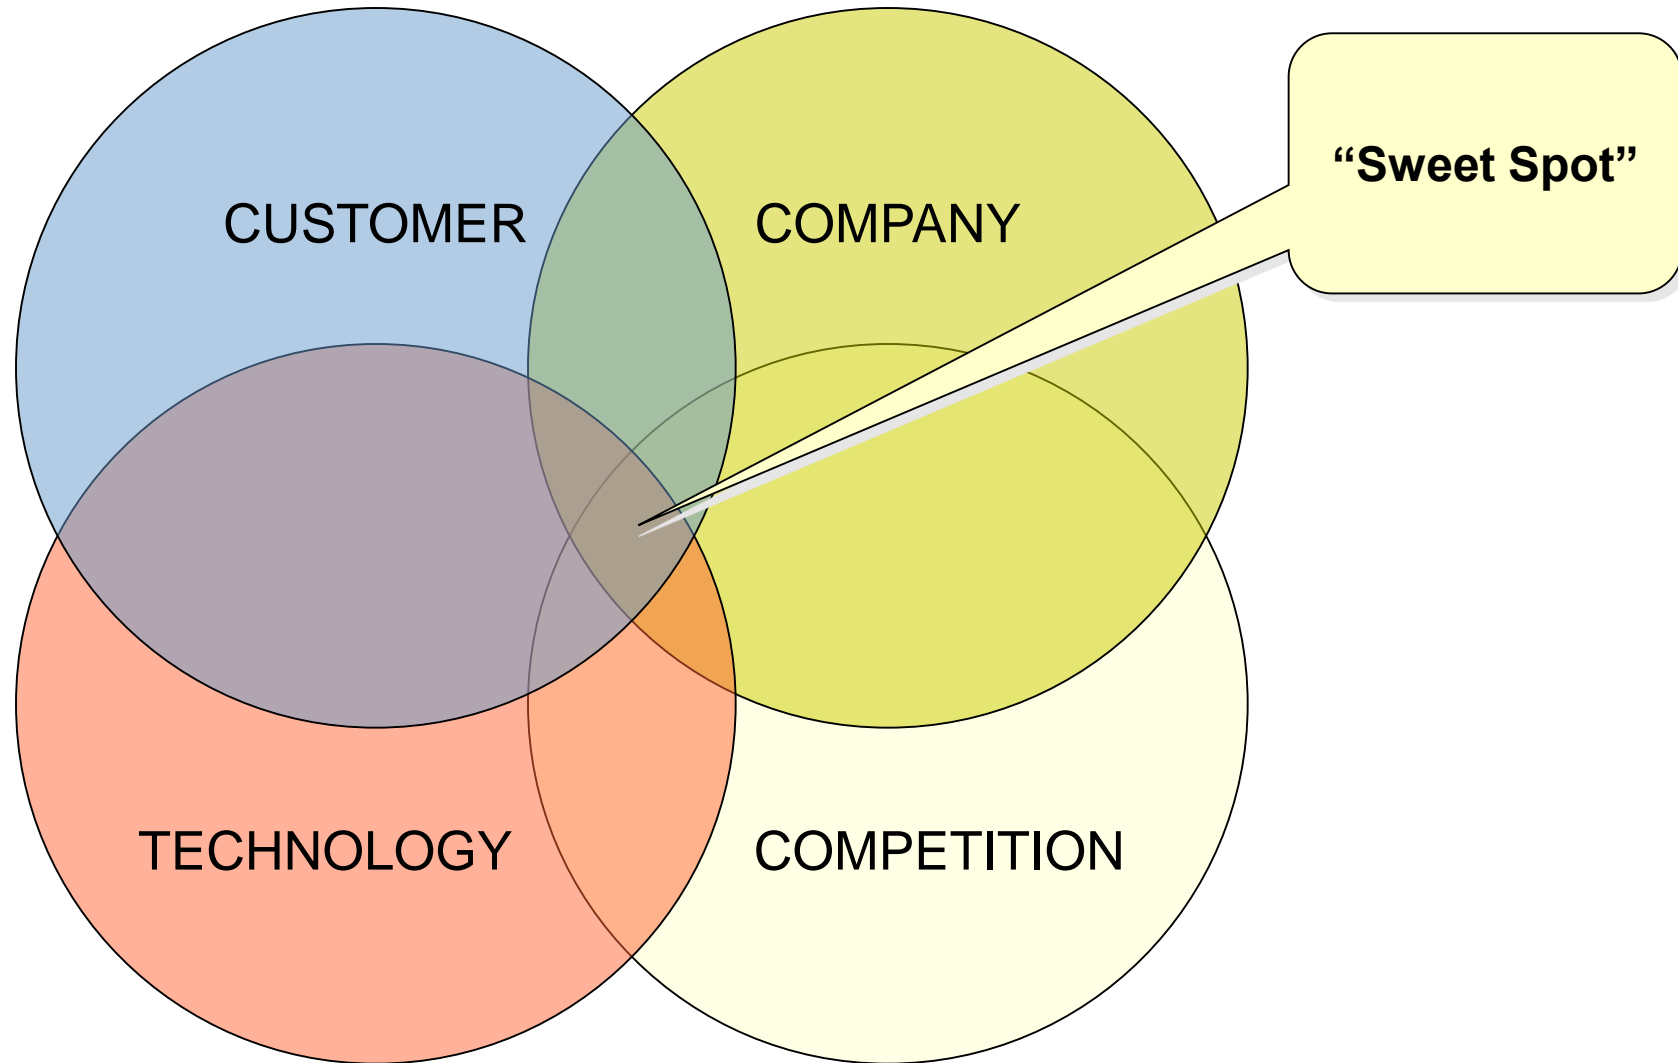 CUSTOMER
COMPANY
“Sweet Spot”
TECHNOLOGY
COMPETITION